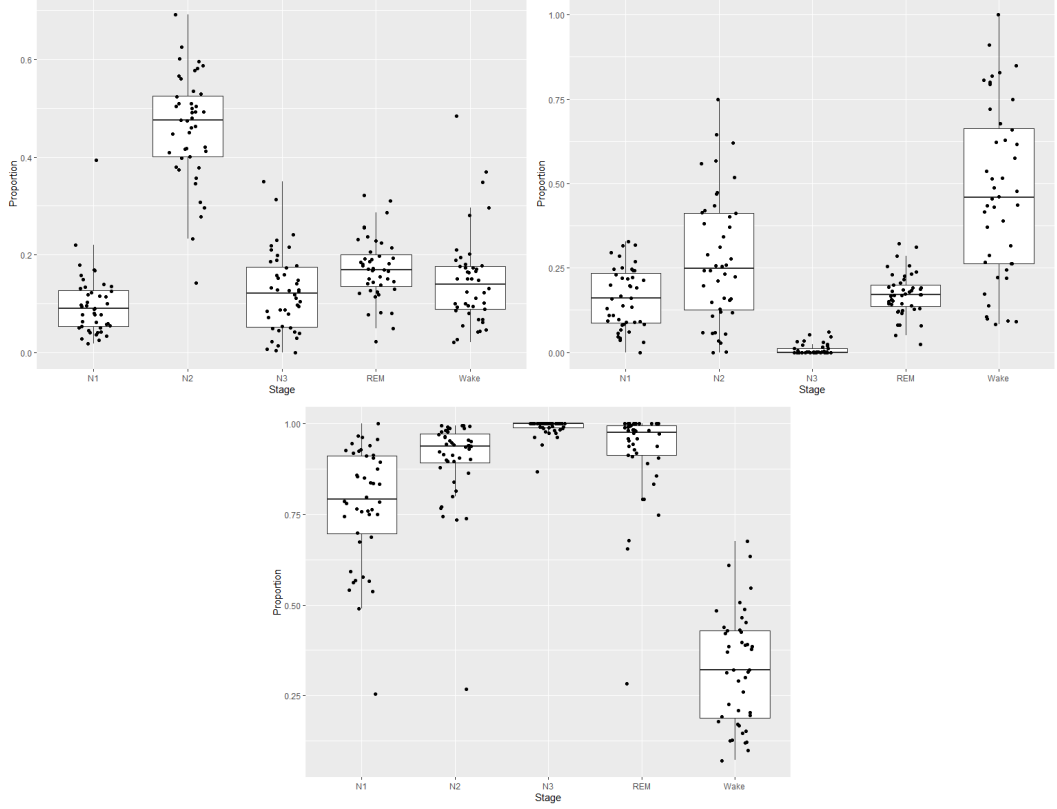 Proportion
0.6
0.4
0.2
0.0
N1 N2 N3 REM Wake
Stage
Proportion
1.00
0.75
0.50
0.25
0.00
N1 N2 N3 REM Wake
Stage
Proportion
1.00
0.75
0.50
0.25
N1 N2 N3 REM Wake
Stage